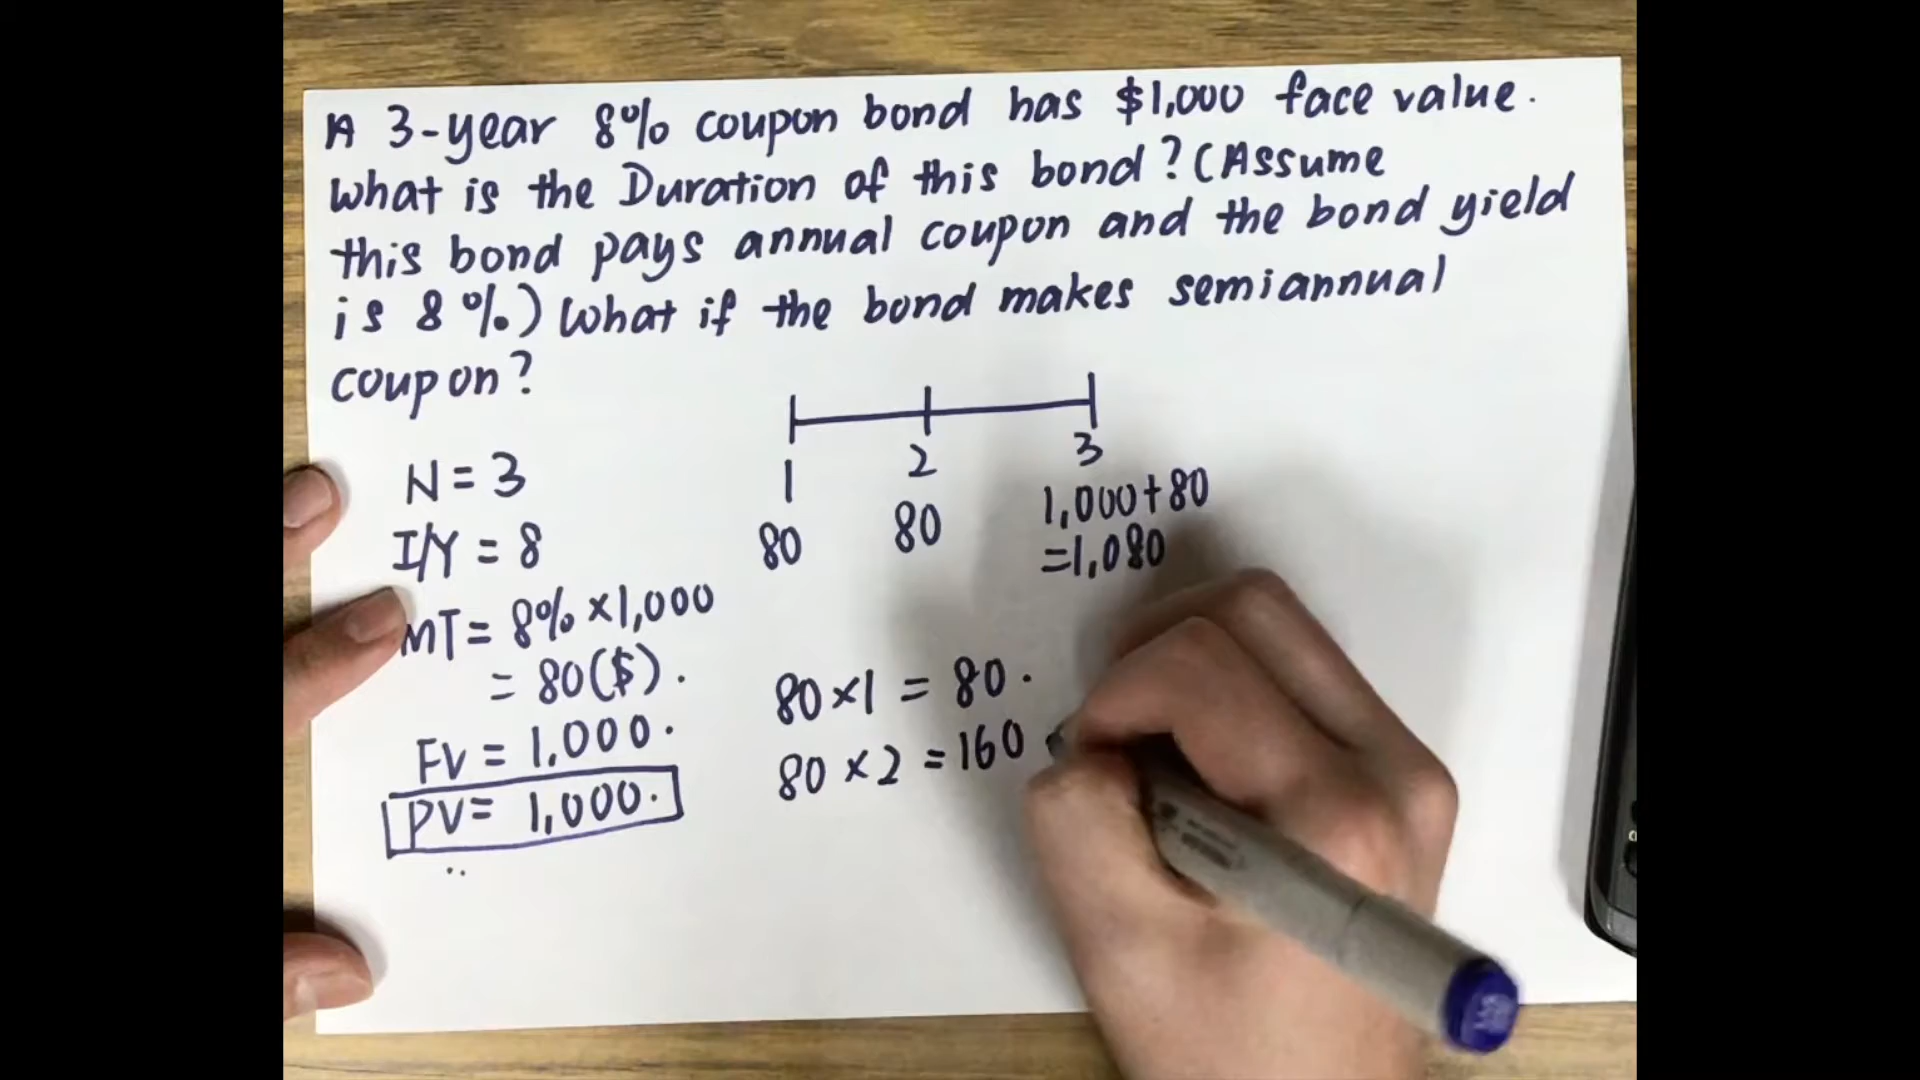 A 3-year 8% coupon bond has $1,000 face value.
What is the Duration of this bond? (Assume
this bond pays annual coupon and the bond yield
is 8%.) What if the bond makes semiannual
coupon?
1 2 3
80 80 1,000+80
=1,080
N = 3
I/Y = 8
MT = 8% ×1,000
= 80($).
FV = 1,000.
PV = 1,000.
80 ×1 = 80.
80 × 2 = 160